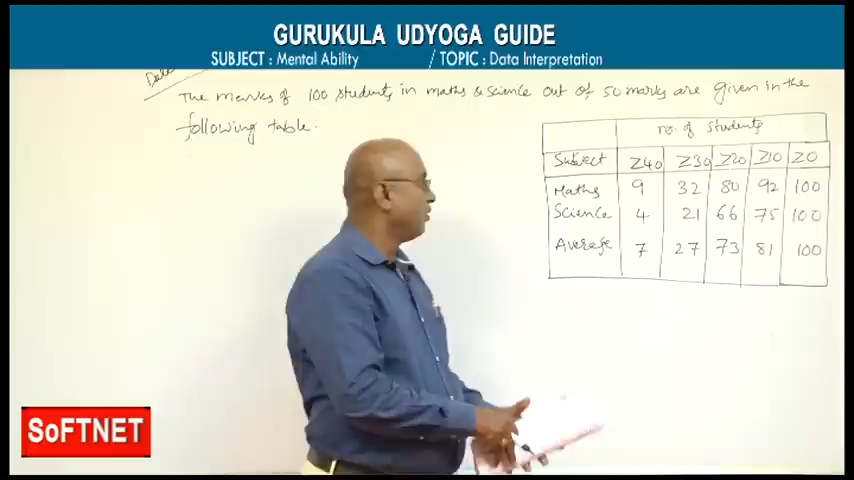 GURUKULA UDYOGA GUIDE
SUBJECT : Mental Ability / TOPIC : Data Interpretation
Data
The marks of 100 students in maths & science out of 50 marks are given in the
following table.
no. of students
Subject ≥40 ≥30 ≥20 ≥10 ≥0
Maths 9 32 80 92 100
Science 4 21 66 75 100
Average 7 27 73 81 100
SoFTNET